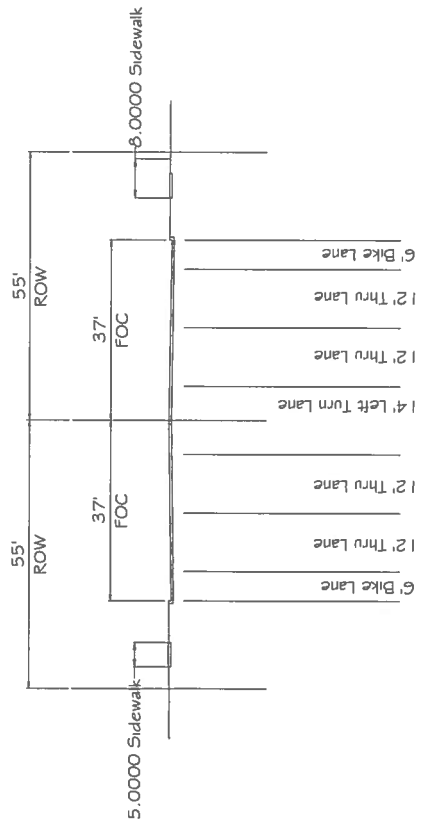 55'
ROW
55'
ROW
37'
FOC
37'
FOC
5.0000 Sidewalk
8.0000 Sidewalk
6' Bike Lane
12' Thru Lane
12' Thru Lane
14' Left Turn Lane
12' Thru Lane
12' Thru Lane
6' Bike Lane